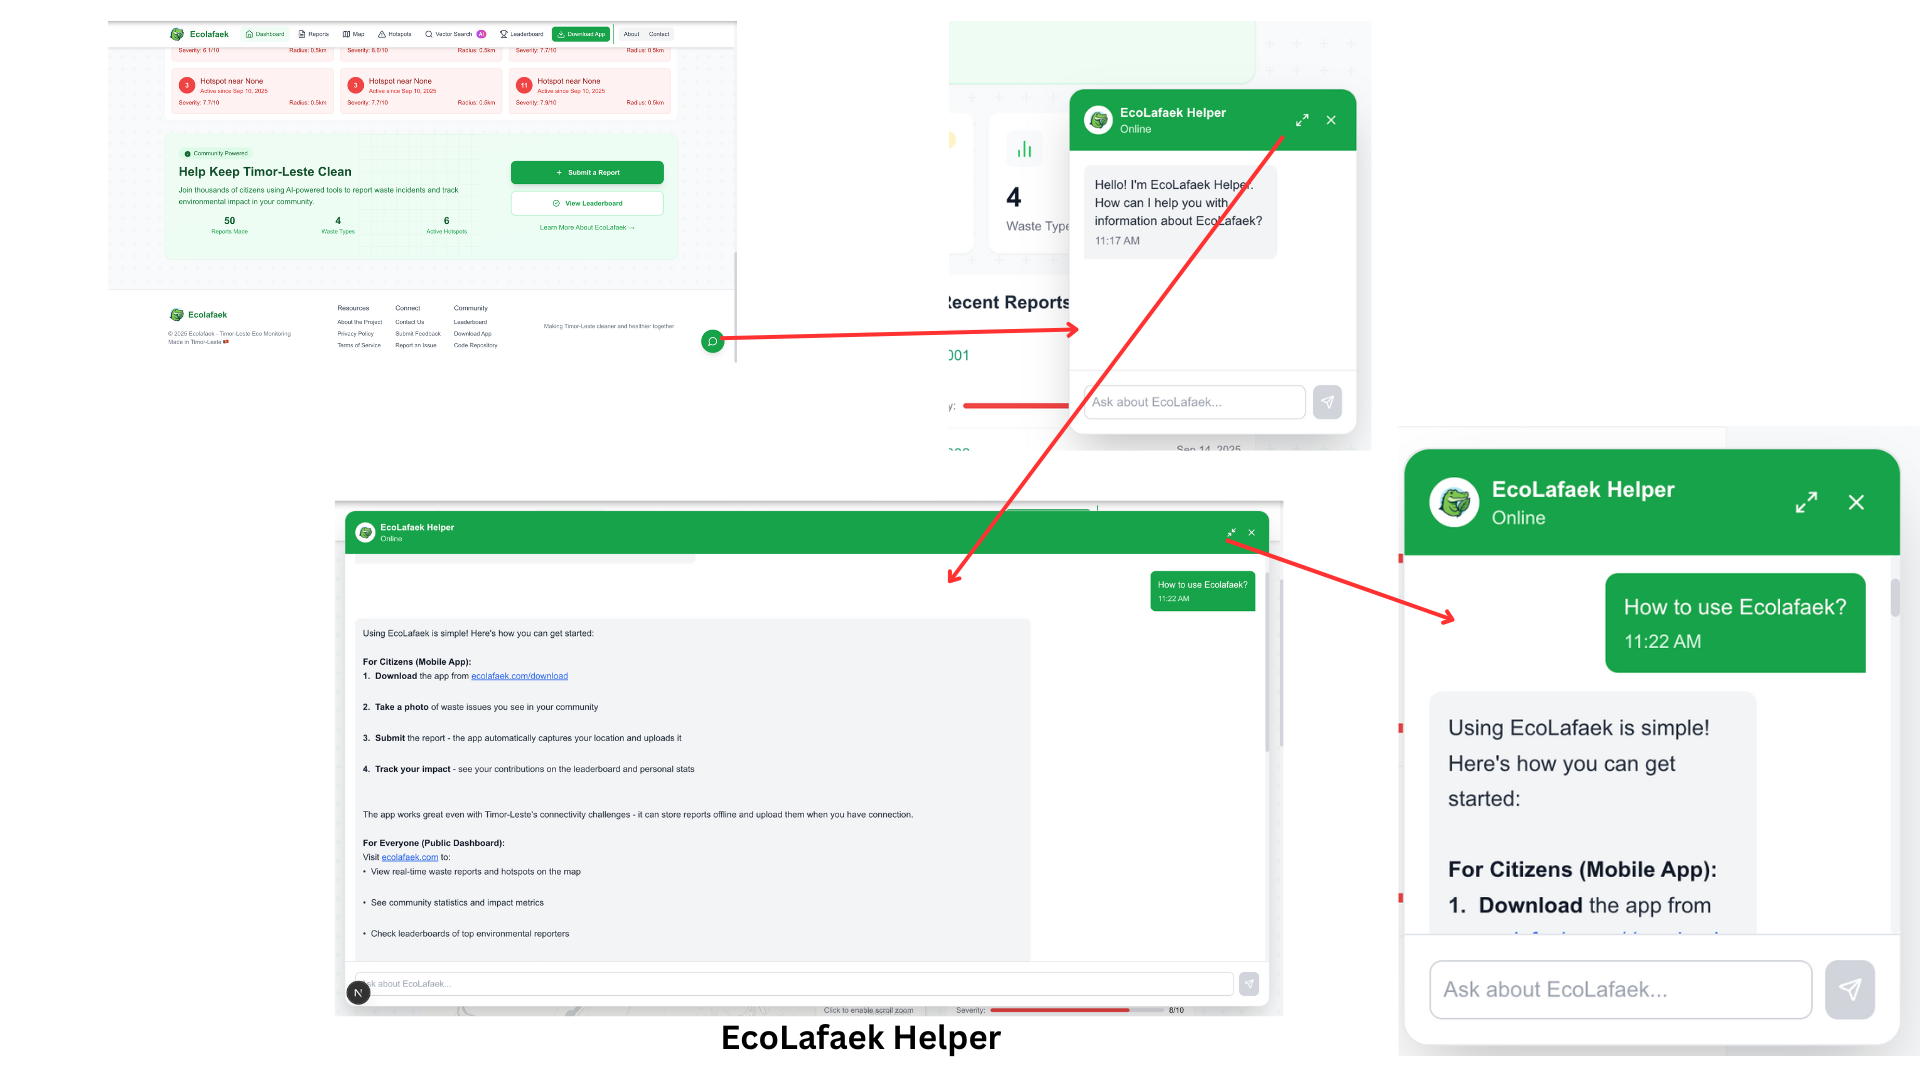 Ecolafaek
Dashboard
Reports
Map
Hotspots
Vector Search AI
Leaderboard
Download App
About
Contact
Severity: 6.1/10 Radius: 0.5km
Severity: 8.6/10 Radius: 0.5km
Severity: 7.7/10 Radius: 0.5km
3 Hotspot near None
Active since Sep 10, 2025
Severity: 7.7/10 Radius: 0.5km
3 Hotspot near None
Active since Sep 10, 2025
Severity: 7.7/10 Radius: 0.5km
11 Hotspot near None
Active since Sep 10, 2025
Severity: 7.9/10 Radius: 0.5km
Community Powered
Help Keep Timor-Leste Clean
Join thousands of citizens using AI-powered tools to report waste incidents and track
environmental impact in your community.
50
Reports Made
4
Waste Types
6
Active Hotspots
+ Submit a Report
View Leaderboard
Learn More About EcoLafaek →
Ecolafaek
© 2025 Ecolafaek - Timor-Leste Eco Monitoring
Made in Timor-Leste
Resources
About the Project
Privacy Policy
Terms of Service
Connect
Contact Us
Submit Feedback
Report an Issue
Community
Leaderboard
Download App
Code Repository
Making Timor-Leste cleaner and healthier together
4
Waste Type
Recent Reports
001
y:
Sep 14, 2025
EcoLafaek Helper
Online
Hello! I'm EcoLafaek Helper.
How can I help you with
information about EcoLafaek?
11:17 AM
Ask about EcoLafaek...
EcoLafaek Helper
Online
How to use Ecolafaek?
11:22 AM
Using EcoLafaek is simple! Here's how you can get started:
For Citizens (Mobile App):
1. Download the app from ecolafaek.com/download
2. Take a photo of waste issues you see in your community
3. Submit the report - the app automatically captures your location and uploads it
4. Track your impact - see your contributions on the leaderboard and personal stats
The app works great even with Timor-Leste's connectivity challenges - it can store reports offline and upload them when you have connection.
For Everyone (Public Dashboard):
Visit ecolafaek.com to:
• View real-time waste reports and hotspots on the map
• See community statistics and impact metrics
• Check leaderboards of top environmental reporters
N
sk about EcoLafaek...
Click to enable scroll zoom
Severity: 8/10
EcoLafaek Helper
EcoLafaek Helper
Online
How to use Ecolafaek?
11:22 AM
Using EcoLafaek is simple!
Here's how you can get
started:
For Citizens (Mobile App):
1. Download the app from
Ask about EcoLafaek...